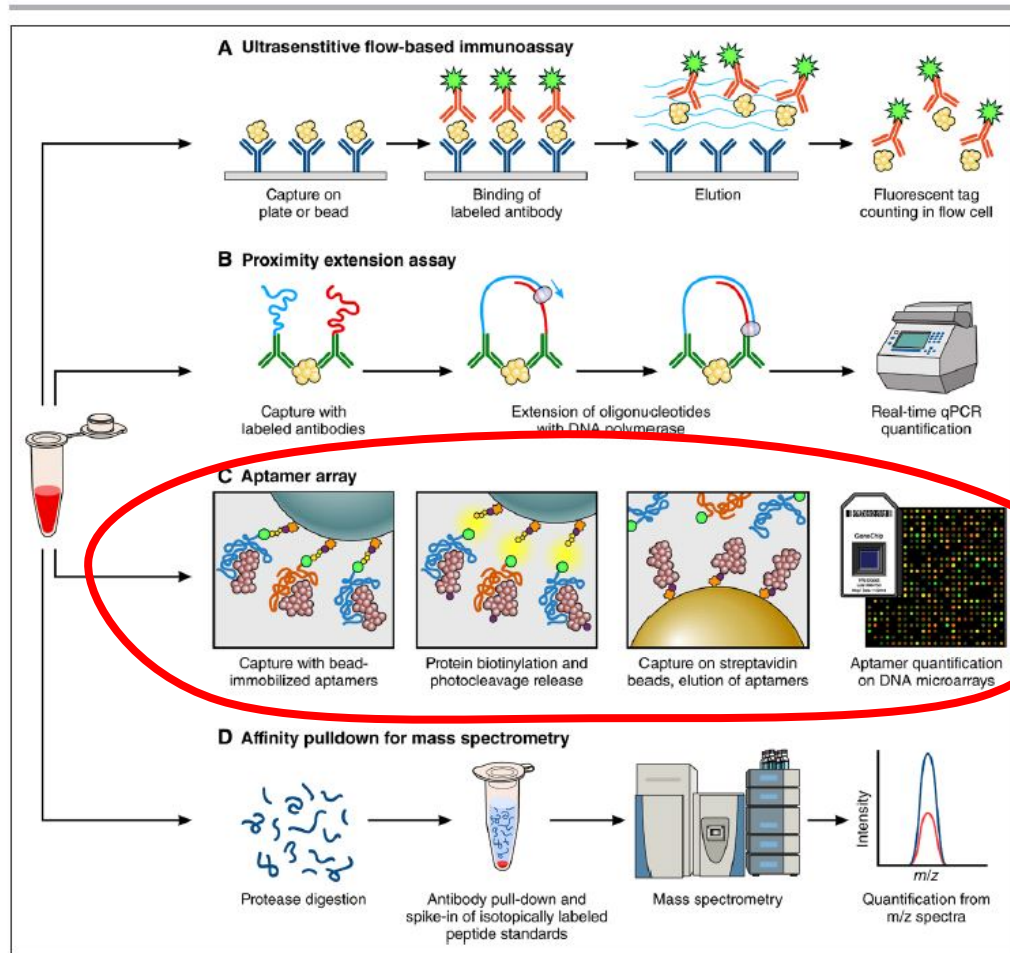 A Ultrasenstitive flow-based immunoassay
Capture on
plate or bead
Binding of
labeled antibody
Elution
Fluorescent tag
counting in flow cell
B Proximity extension assay
Capture with
labeled antibodies
Extension of oligonucleotides
with DNA polymerase
Real-time qPCR
quantification
C Aptamer array
GeneChip
Capture with bead-
immobilized aptamers
Protein biotinylation and
photocleavage release
Capture on streptavidin
beads, elution of aptamers
Aptamer quantification
on DNA microarrays
D Affinity pulldown for mass spectrometry
Intensity
m/z
Protease digestion
Antibody pull-down and
spike-in of isotopically labeled
peptide standards
Mass spectrometry
Quantification from
m/z spectra